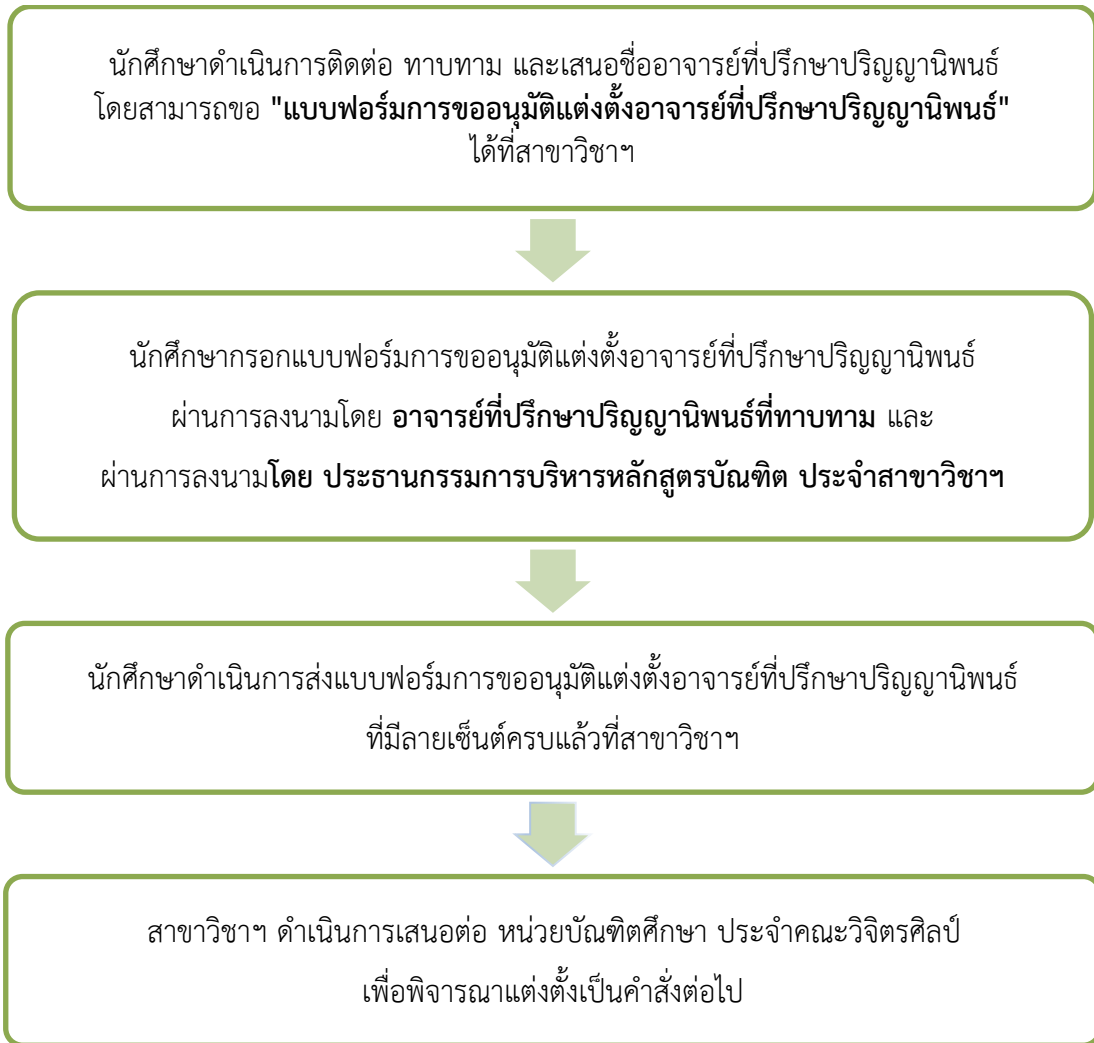 นักศึกษาดำเนินการติดต่อ ทาบทาม และเสนอชื่ออาจารย์ที่ปรึกษาปริญญานิพนธ์
โดยสามารถขอ "แบบฟอร์มการขออนุมัติแต่งตั้งอาจารย์ที่ปรึกษาปริญญานิพนธ์"
ได้ที่สาขาวิชาฯ
นักศึกษากรอกแบบฟอร์มการขออนุมัติแต่งตั้งอาจารย์ที่ปรึกษาปริญญานิพนธ์
ผ่านการลงนามโดย อาจารย์ที่ปรึกษาปริญญานิพนธ์ที่ทาบทาม และ
ผ่านการลงนามโดย ประธานกรรมการบริหารหลักสูตรบัณฑิต ประจำสาขาวิชาฯ
นักศึกษาดำเนินการส่งแบบฟอร์มการขออนุมัติแต่งตั้งอาจารย์ที่ปรึกษาปริญญานิพนธ์
ที่มีลายเซ็นต์ครบแล้วที่สาขาวิชาฯ
สาขาวิชาฯ ดำเนินการเสนอต่อ หน่วยบัณฑิตศึกษา ประจำคณะวิจิตรศิลป์
เพื่อพิจารณาแต่งตั้งเป็นคำสั่งต่อไป